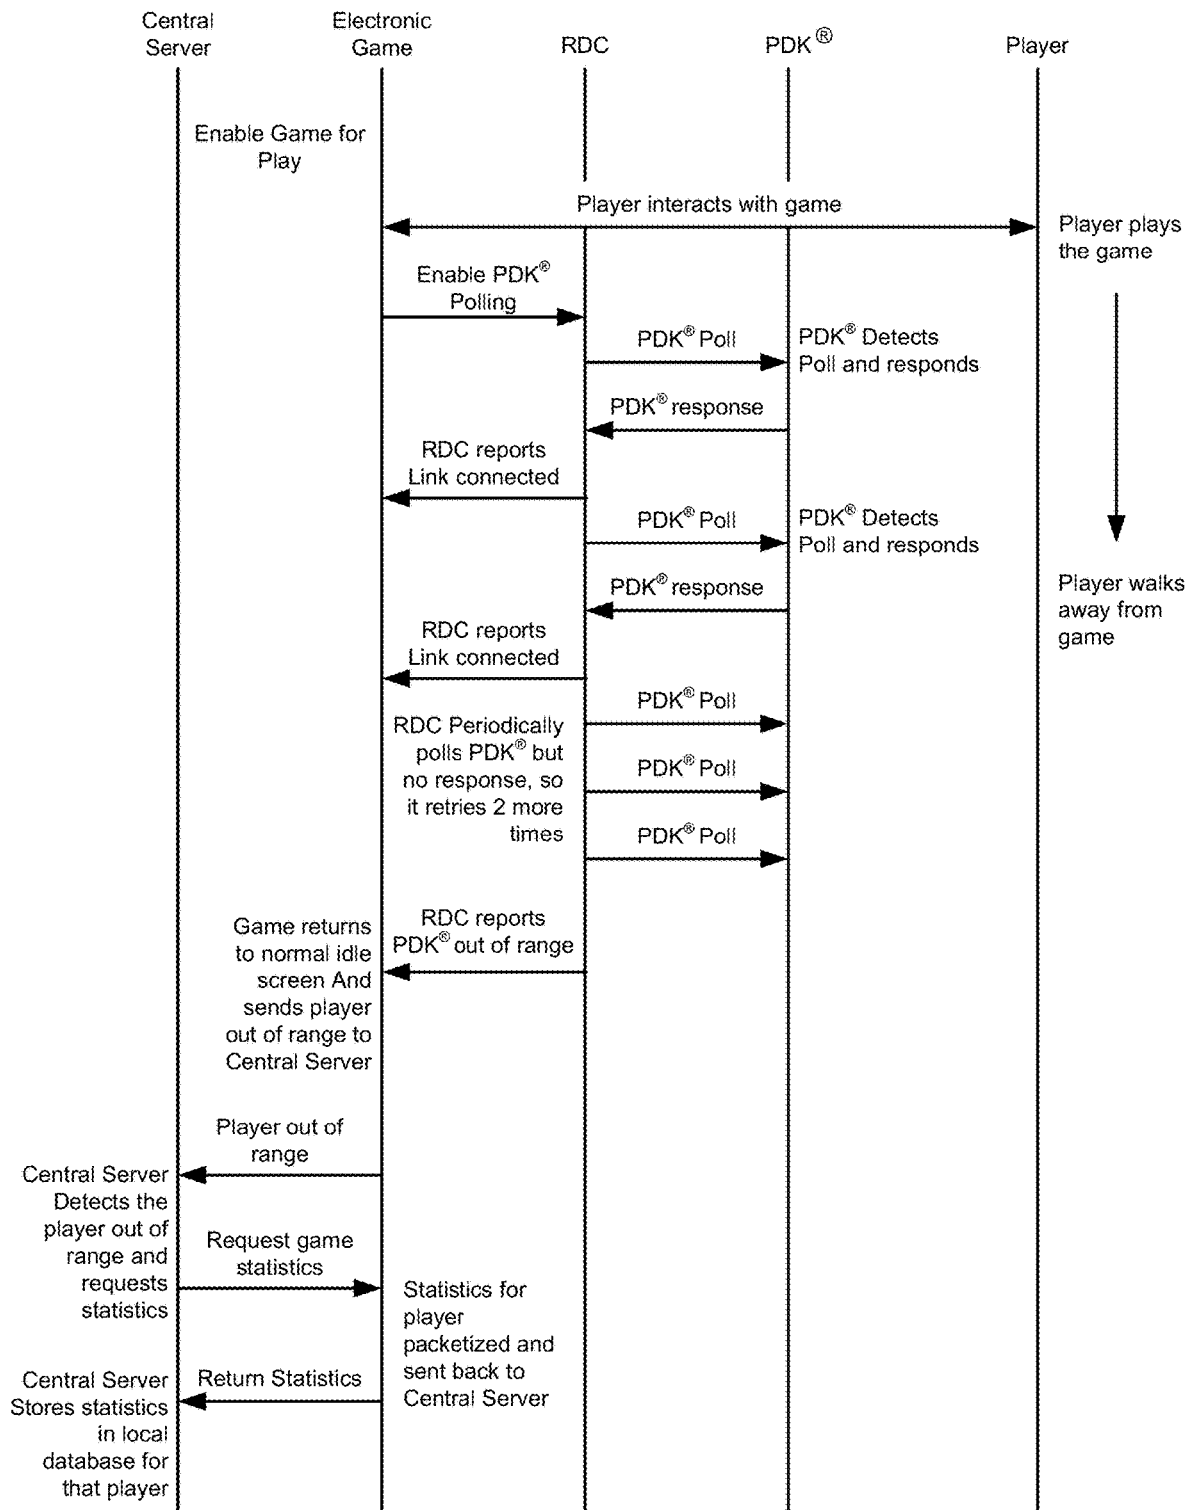 Central
Server
Electronic
Game
RDC
PDK®
Player
Enable Game for
Play
Player interacts with game
Player plays
the game
Enable PDK®
Polling
PDK® Poll
PDK® Detects
Poll and responds
PDK® response
RDC reports
Link connected
PDK® Poll
PDK® Detects
Poll and responds
PDK® response
Player walks
away from
game
RDC reports
Link connected
PDK® Poll
RDC Periodically
polls PDK® but
no response, so
it retries 2 more
times
PDK® Poll
PDK® Poll
RDC reports
PDK® out of range
Game returns
to normal idle
screen And
sends player
out of range to
Central Server
Player out of
range
Central Server
Detects the
player out of
range and
requests
statistics
Request game
statistics
Statistics for
player
packetized and
sent back to
Central Server
Return Statistics
Central Server
Stores statistics
in local
database for
that player